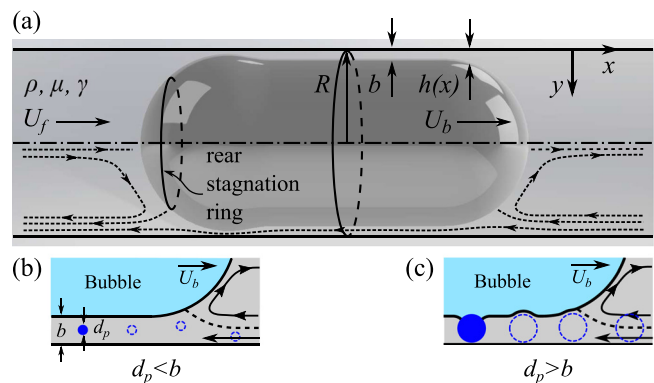 (a)
ρ, μ, γ
U_f
R
b
h(x)
x
y
U_b
rear
stagnation
ring
(b)
Bubble
U_b
b
d_p
d_p<b
(c)
Bubble
U_b
d_p>b